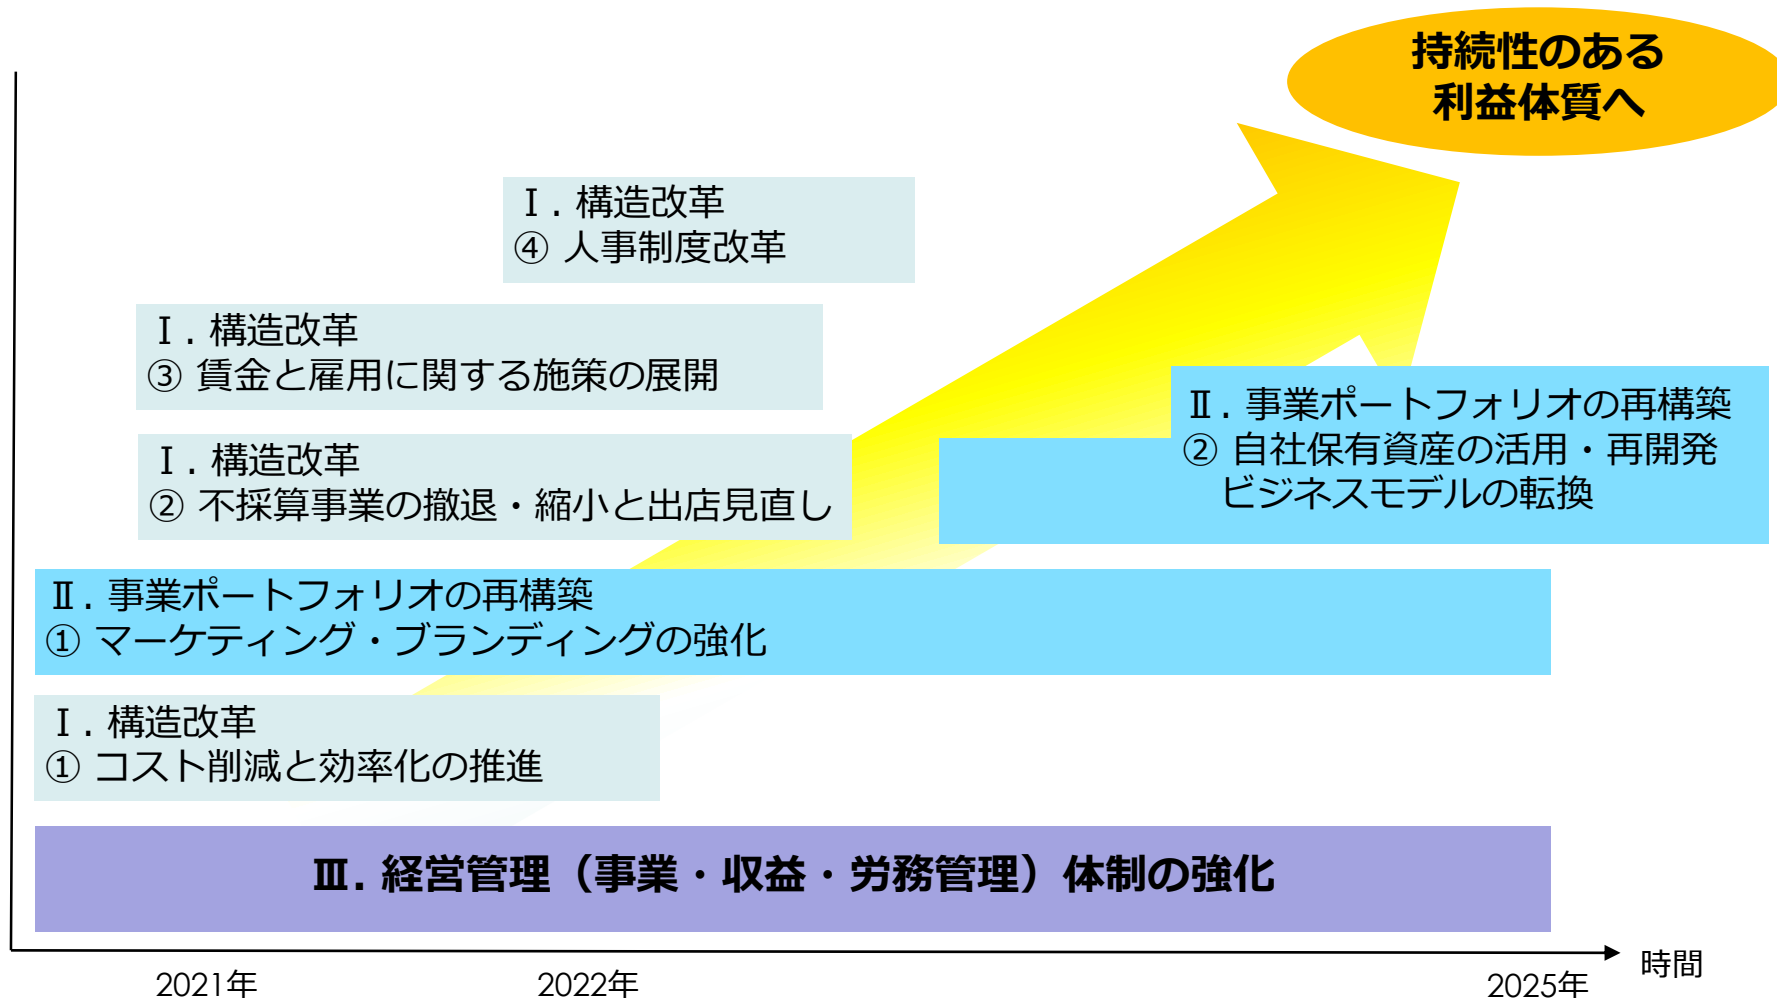 持続性のある
利益体質へ
Ⅰ. 構造改革
④ 人事制度改革
Ⅰ. 構造改革
③ 賃金と雇用に関する施策の展開
Ⅱ. 事業ポートフォリオの再構築
② 自社保有資産の活用・再開発
ビジネスモデルの転換
Ⅰ. 構造改革
② 不採算事業の撤退・縮小と出店見直し
Ⅱ. 事業ポートフォリオの再構築
① マーケティング・ブランディングの強化
Ⅰ. 構造改革
① コスト削減と効率化の推進
Ⅲ. 経営管理（事業・収益・労務管理）体制の強化
時間
2021年
2022年
2025年